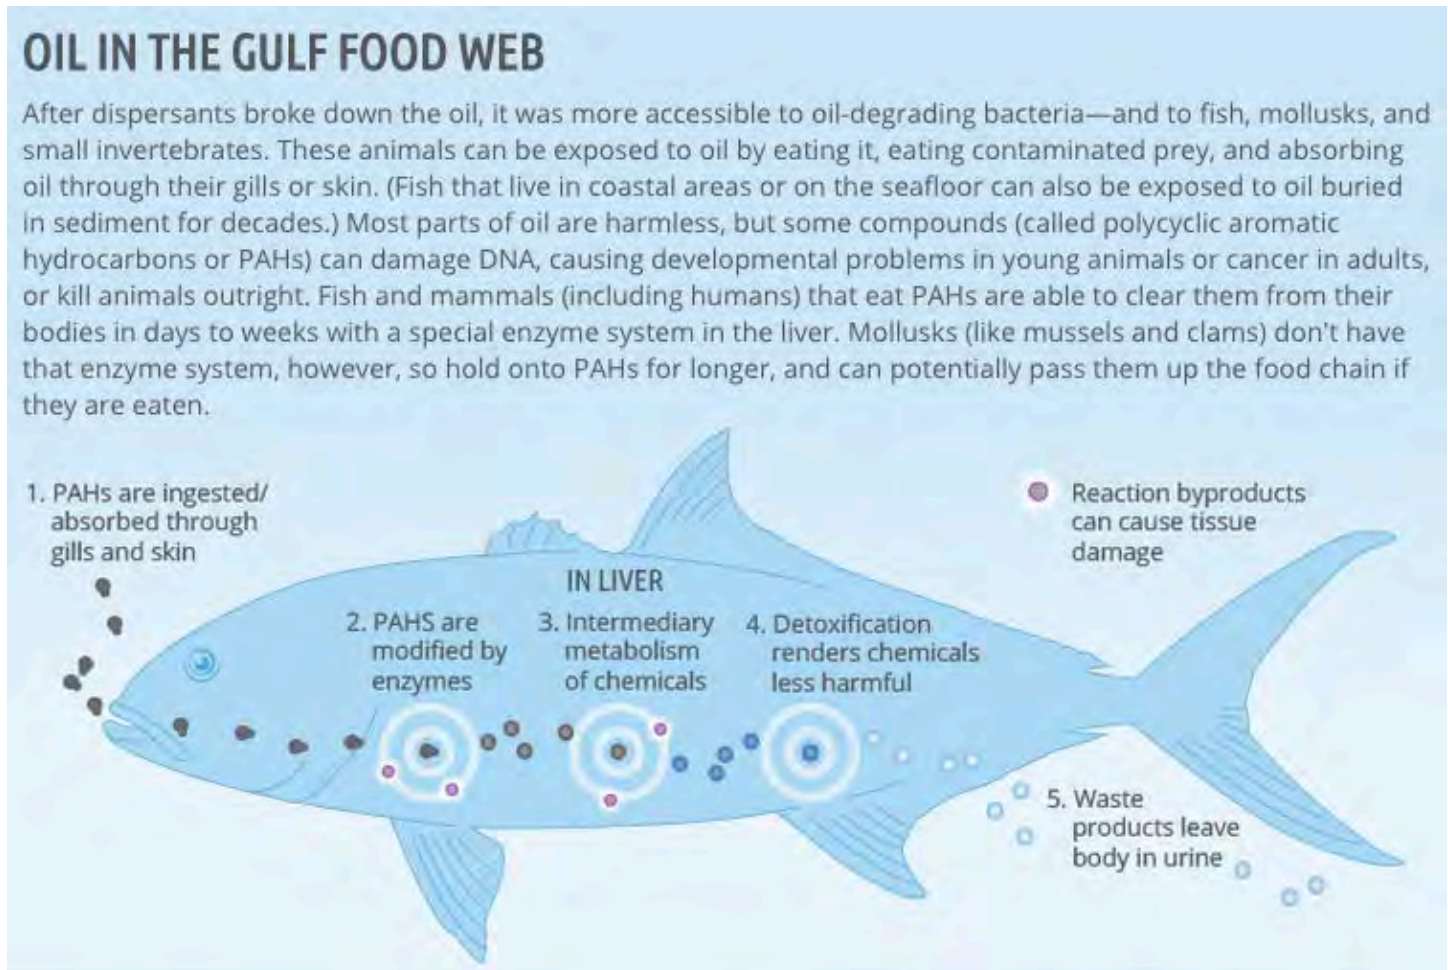 OIL IN THE GULF FOOD WEB
After dispersants broke down the oil, it was more accessible to oil-degrading bacteria—and to fish, mollusks, and
small invertebrates. These animals can be exposed to oil by eating it, eating contaminated prey, and absorbing
oil through their gills or skin. (Fish that live in coastal areas or on the seafloor can also be exposed to oil buried
in sediment for decades.) Most parts of oil are harmless, but some compounds (called polycyclic aromatic
hydrocarbons or PAHs) can damage DNA, causing developmental problems in young animals or cancer in adults,
or kill animals outright. Fish and mammals (including humans) that eat PAHs are able to clear them from their
bodies in days to weeks with a special enzyme system in the liver. Mollusks (like mussels and clams) don't have
that enzyme system, however, so hold onto PAHs for longer, and can potentially pass them up the food chain if
they are eaten.
1. PAHs are ingested/
absorbed through
gills and skin
Reaction byproducts
can cause tissue
damage
IN LIVER
2. PAHS are
modified by
enzymes
3. Intermediary
metabolism
of chemicals
4. Detoxification
renders chemicals
less harmful
5. Waste
products leave
body in urine